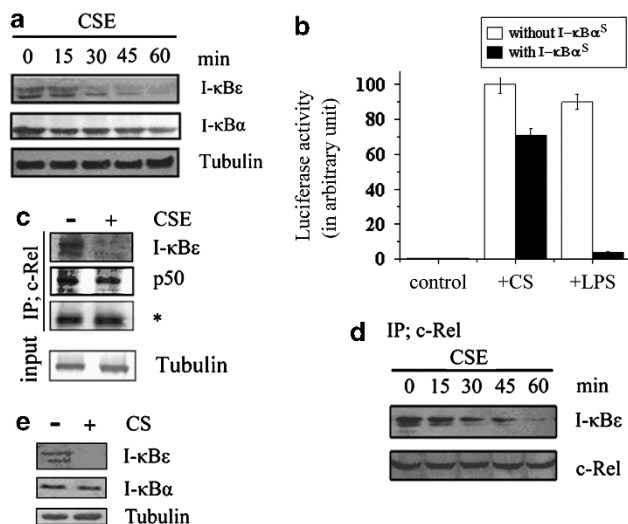 a
CSE
0 15 30 45 60 min
I-κBε
I-κBα
Tubulin
b
without I-κBα^S
with I-κBα^S
Luciferase activity
(in arbitrary unit)
100
80
60
40
20
0
control +CS +LPS
c
- + CSE
IP; c-Rel
I-κBε
p50
*
input
Tubulin
d IP; c-Rel
CSE
0 15 30 45 60 min
I-κBε
c-Rel
e
- + CS
I-κBε
I-κBα
Tubulin